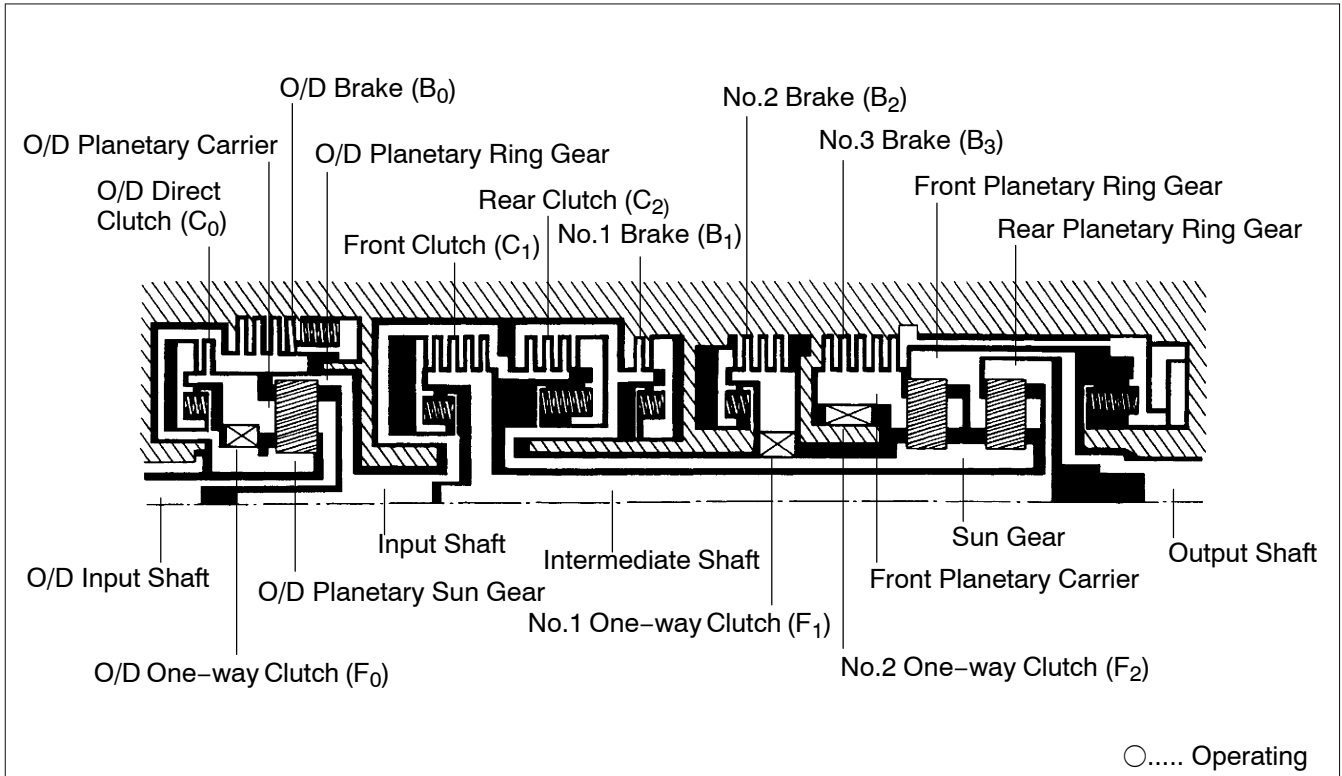 O/D Brake (B0)
No.2 Brake (B2)
O/D Planetary Carrier
O/D Planetary Ring Gear
No.3 Brake (B3)
O/D Direct
Clutch (C0)
Rear Clutch (C2)
Front Planetary Ring Gear
Front Clutch (C1)
No.1 Brake (B1)
Rear Planetary Ring Gear
Input Shaft
Intermediate Shaft
Sun Gear
Output Shaft
O/D Input Shaft
O/D Planetary Sun Gear
Front Planetary Carrier
No.1 One−way Clutch (F1)
O/D One−way Clutch (F0)
No.2 One−way Clutch (F2)
○..... Operating